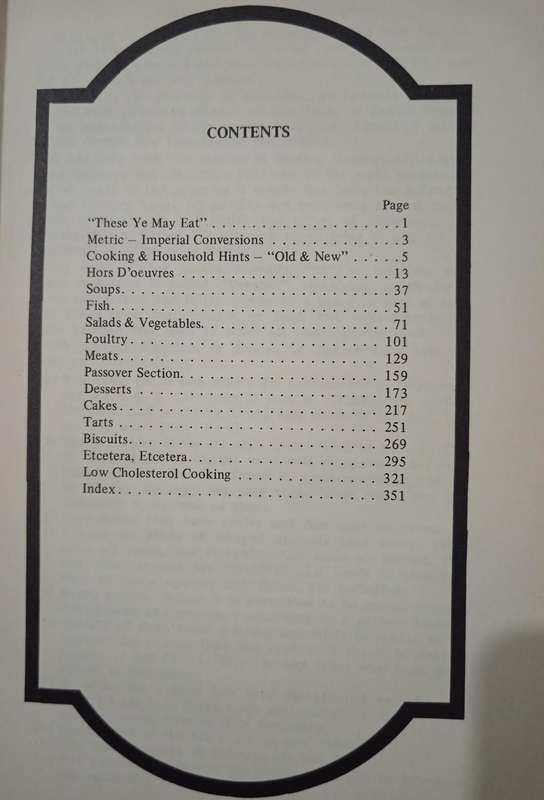 CONTENTS
Page
“These Ye May Eat” . . . . . . . . . . . . . . . . . . . 1
Metric – Imperial Conversions . . . . . . . . . . . . . 3
Cooking & Household Hints – “Old & New” . . . . . 5
Hors D'oeuvres . . . . . . . . . . . . . . . . . . . . . 13
Soups. . . . . . . . . . . . . . . . . . . . . . . . . . 37
Fish. . . . . . . . . . . . . . . . . . . . . . . . . . . 51
Salads & Vegetables. . . . . . . . . . . . . . . . . . 71
Poultry . . . . . . . . . . . . . . . . . . . . . . . . 101
Meats. . . . . . . . . . . . . . . . . . . . . . . . . 129
Passover Section. . . . . . . . . . . . . . . . . . . 159
Desserts . . . . . . . . . . . . . . . . . . . . . . . 173
Cakes . . . . . . . . . . . . . . . . . . . . . . . . . 217
Tarts . . . . . . . . . . . . . . . . . . . . . . . . . 251
Biscuits. . . . . . . . . . . . . . . . . . . . . . . . 269
Etcetera, Etcetera. . . . . . . . . . . . . . . . . . 295
Low Cholesterol Cooking . . . . . . . . . . . . . . 321
Index. . . . . . . . . . . . . . . . . . . . . . . . . 351